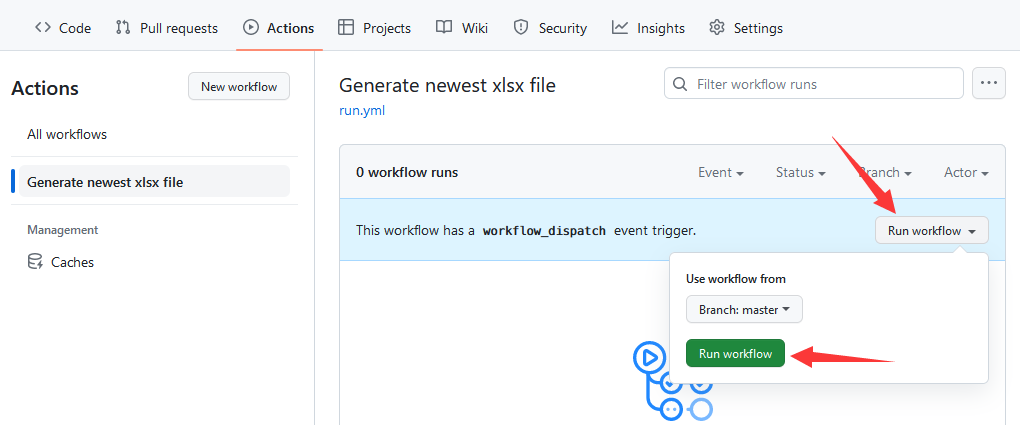 Code Pull requests Actions Projects Wiki Security Insights Settings
Actions
New workflow
All workflows
Generate newest xlsx file
Management
Caches
Generate newest xlsx file
run.yml
Filter workflow runs
0 workflow runs
Event Status Branch Actor
This workflow has a workflow_dispatch event trigger.
Run workflow
Use workflow from
Branch: master
Run workflow